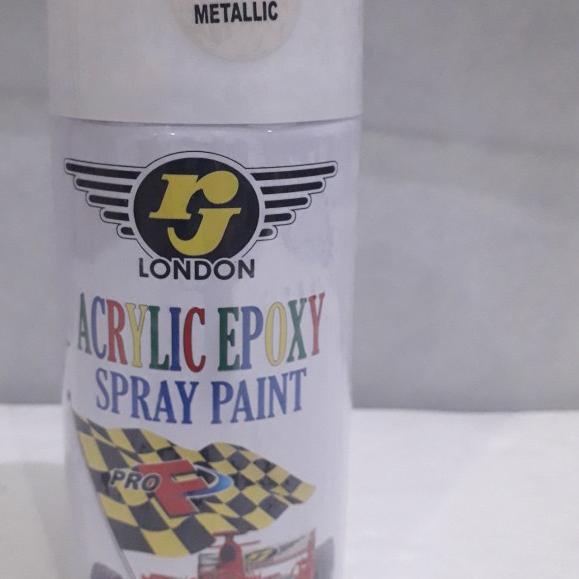 METALLIC
rJ
LONDON
ACRYLIC EPOXY
SPRAY PAINT
PRO F